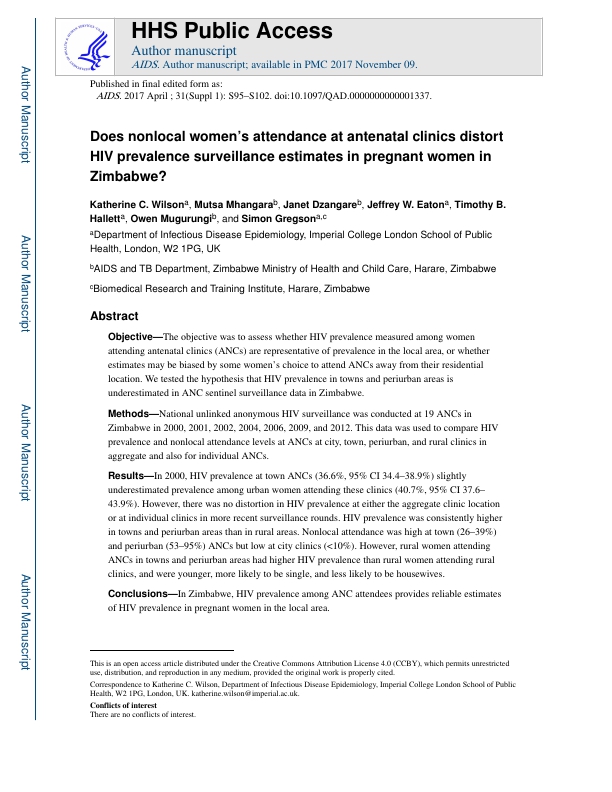 HHS Public Access
Author manuscript
AIDS. Author manuscript; available in PMC 2017 November 09.
Published in final edited form as:
AIDS. 2017 April ; 31(Suppl 1): S95–S102. doi:10.1097/QAD.0000000000001337.
Does nonlocal women's attendance at antenatal clinics distort
HIV prevalence surveillance estimates in pregnant women in
Zimbabwe?
Katherine C. Wilsonᵃ, Mutsa Mhangaraᵇ, Janet Dzangareᵇ, Jeffrey W. Eatonᵃ, Timothy B.
Hallettᵃ, Owen Mugurungiᵇ, and Simon Gregsonᵃ,ᶜ
ᵃDepartment of Infectious Disease Epidemiology, Imperial College London School of Public
Health, London, W2 1PG, UK
ᵇAIDS and TB Department, Zimbabwe Ministry of Health and Child Care, Harare, Zimbabwe
ᶜBiomedical Research and Training Institute, Harare, Zimbabwe
Abstract
Objective—The objective was to assess whether HIV prevalence measured among women
attending antenatal clinics (ANCs) are representative of prevalence in the local area, or whether
estimates may be biased by some women's choice to attend ANCs away from their residential
location. We tested the hypothesis that HIV prevalence in towns and periurban areas is
underestimated in ANC sentinel surveillance data in Zimbabwe.
Methods—National unlinked anonymous HIV surveillance was conducted at 19 ANCs in
Zimbabwe in 2000, 2001, 2002, 2004, 2006, 2009, and 2012. This data was used to compare HIV
prevalence and nonlocal attendance levels at ANCs at city, town, periurban, and rural clinics in
aggregate and also for individual ANCs.
Results—In 2000, HIV prevalence at town ANCs (36.6%, 95% CI 34.4–38.9%) slightly
underestimated prevalence among urban women attending these clinics (40.7%, 95% CI 37.6–
43.9%). However, there was no distortion in HIV prevalence at either the aggregate clinic location
or at individual clinics in more recent surveillance rounds. HIV prevalence was consistently higher
in towns and periurban areas than in rural areas. Nonlocal attendance was high at town (26–39%)
and periurban (53–95%) ANCs but low at city clinics (<10%). However, rural women attending
ANCs in towns and periurban areas had higher HIV prevalence than rural women attending rural
clinics, and were younger, more likely to be single, and less likely to be housewives.
Conclusions—In Zimbabwe, HIV prevalence among ANC attendees provides reliable estimates
of HIV prevalence in pregnant women in the local area.
This is an open access article distributed under the Creative Commons Attribution License 4.0 (CCBY), which permits unrestricted
use, distribution, and reproduction in any medium, provided the original work is properly cited.
Correspondence to Katherine C. Wilson, Department of Infectious Disease Epidemiology, Imperial College London School of Public
Health, W2 1PG, London, UK. katherine.wilson@imperial.ac.uk.
Conflicts of interest
There are no conflicts of interest.
Author Manuscript
Author Manuscript
Author Manuscript
Author Manuscript